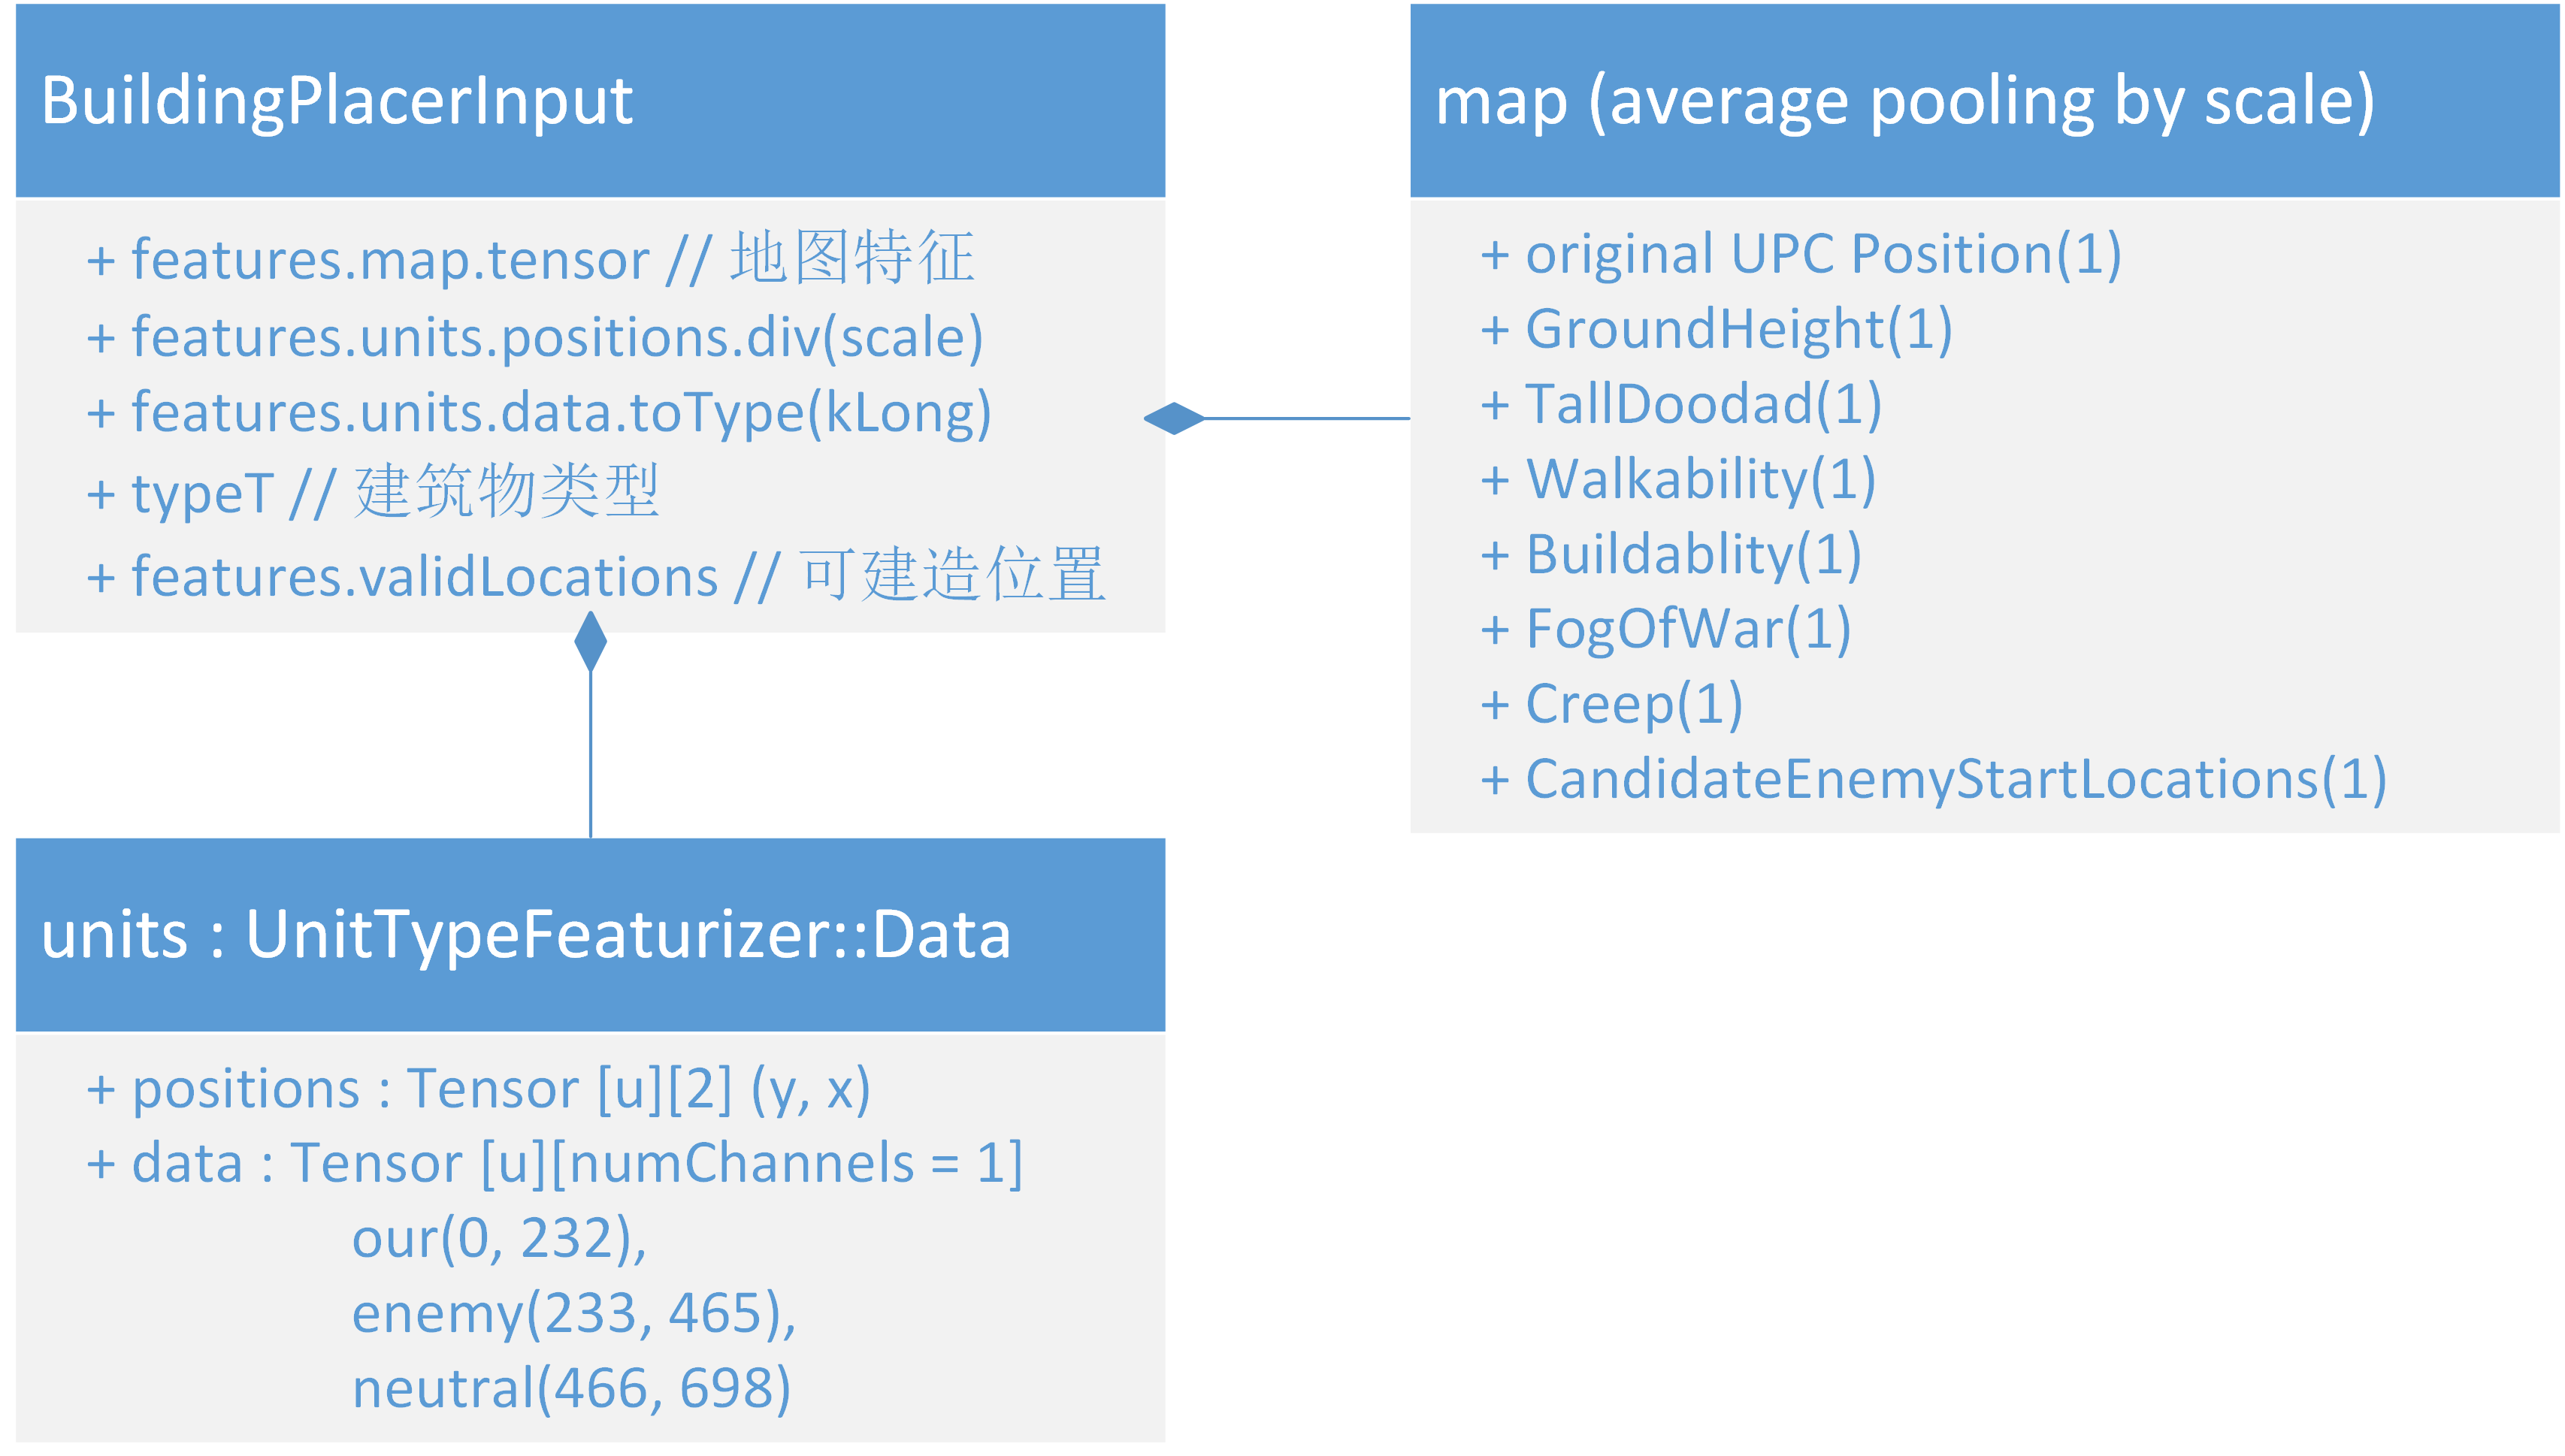 BuildingPlacerInput
+ features.map.tensor // 地图特征
+ features.units.positions.div(scale)
+ features.units.data.toType(kLong)
+ typeT // 建筑物类型
+ features.validLocations // 可建造位置
map (average pooling by scale)
+ original UPC Position(1)
+ GroundHeight(1)
+ TallDoodad(1)
+ Walkability(1)
+ Buildablity(1)
+ FogOfWar(1)
+ Creep(1)
+ CandidateEnemyStartLocations(1)
units : UnitTypeFeaturizer::Data
+ positions : Tensor [u][2] (y, x)
+ data : Tensor [u][numChannels = 1]
our(0, 232),
enemy(233, 465),
neutral(466, 698)